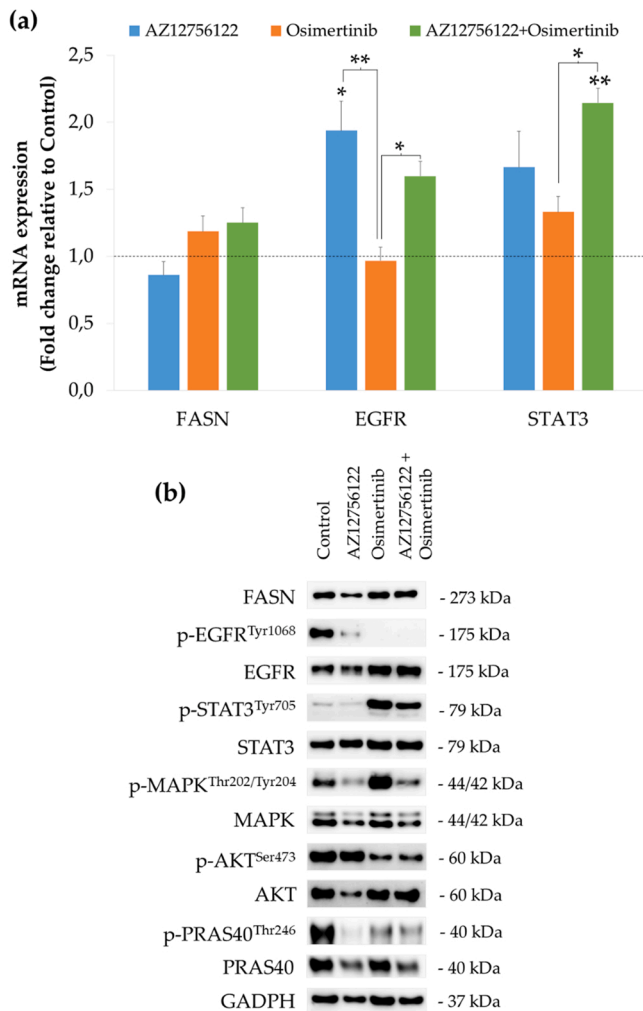 (a)
AZ12756122 Osimertinib AZ12756122+Osimertinib
mRNA expression
(Fold change relative to Control)
2,5
2,0
1,5
1,0
0,5
0,0
*
**
*
*
**
FASN EGFR STAT3
(b)
Control
AZ12756122
Osimertinib
AZ12756122 +
Osimertinib
FASN - 273 kDa
p-EGFRTyr1068 - 175 kDa
EGFR - 175 kDa
p-STAT3Tyr705 - 79 kDa
STAT3 - 79 kDa
p-MAPKThr202/Tyr204 - 44/42 kDa
MAPK - 44/42 kDa
p-AKTSer473 - 60 kDa
AKT - 60 kDa
p-PRAS40Thr246 - 40 kDa
PRAS40 - 40 kDa
GADPH - 37 kDa